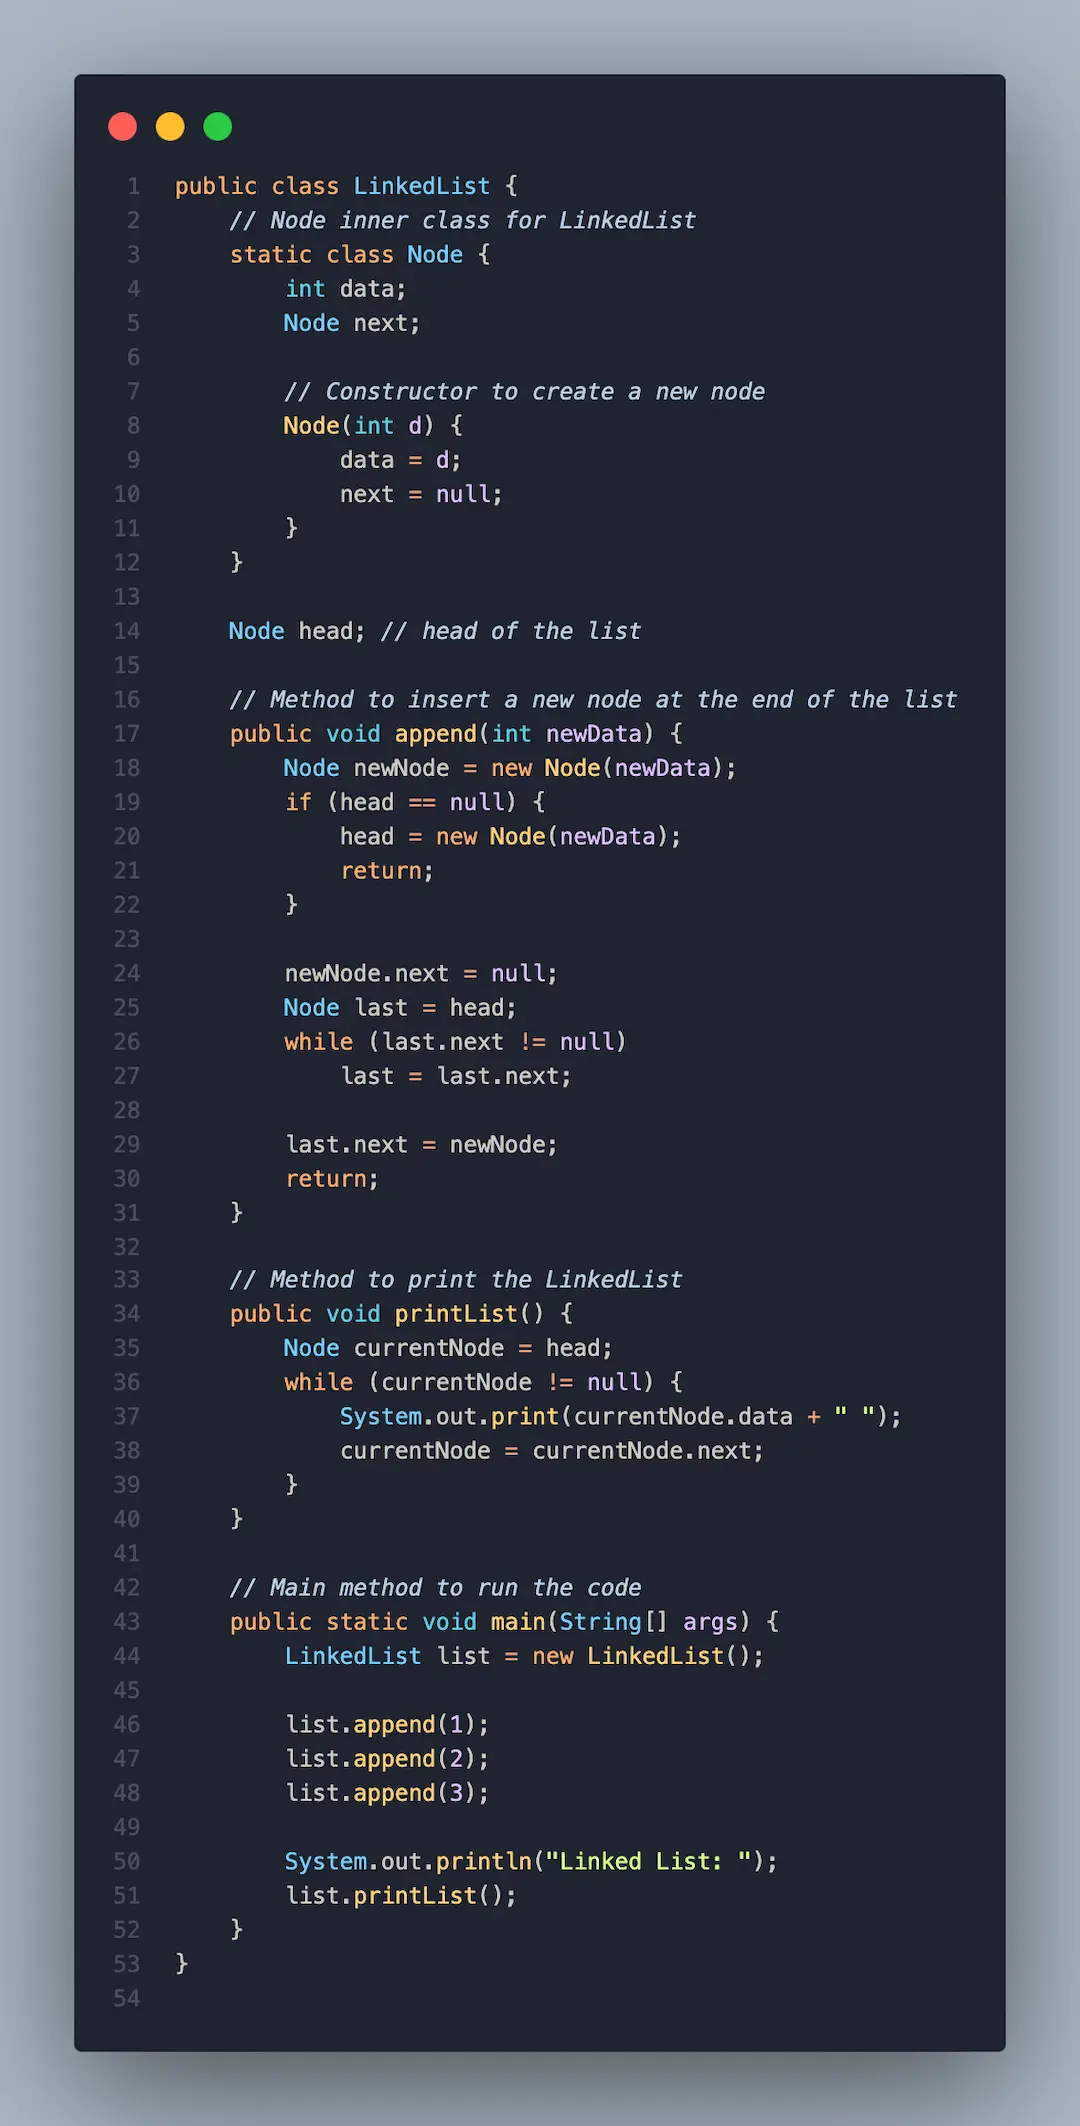 1 public class LinkedList {
2     // Node inner class for LinkedList
3     static class Node {
4         int data;
5         Node next;
6
7         // Constructor to create a new node
8         Node(int d) {
9             data = d;
10             next = null;
11         }
12     }
13
14     Node head; // head of the list
15
16     // Method to insert a new node at the end of the list
17     public void append(int newData) {
18         Node newNode = new Node(newData);
19         if (head == null) {
20             head = new Node(newData);
21             return;
22         }
23
24         newNode.next = null;
25         Node last = head;
26         while (last.next != null)
27             last = last.next;
28
29         last.next = newNode;
30         return;
31     }
32
33     // Method to print the LinkedList
34     public void printList() {
35         Node currentNode = head;
36         while (currentNode != null) {
37             System.out.print(currentNode.data + " ");
38             currentNode = currentNode.next;
39         }
40     }
41
42     // Main method to run the code
43     public static void main(String[] args) {
44         LinkedList list = new LinkedList();
45
46         list.append(1);
47         list.append(2);
48         list.append(3);
49
50         System.out.println("Linked List: ");
51         list.printList();
52     }
53 }
54